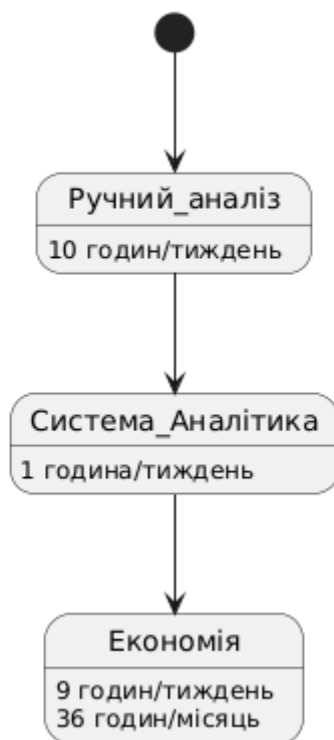 Ручний_аналіз
10 годин/тиждень
Система_Аналітика
1 година/тиждень
Економія
9 годин/тиждень
36 годин/місяць